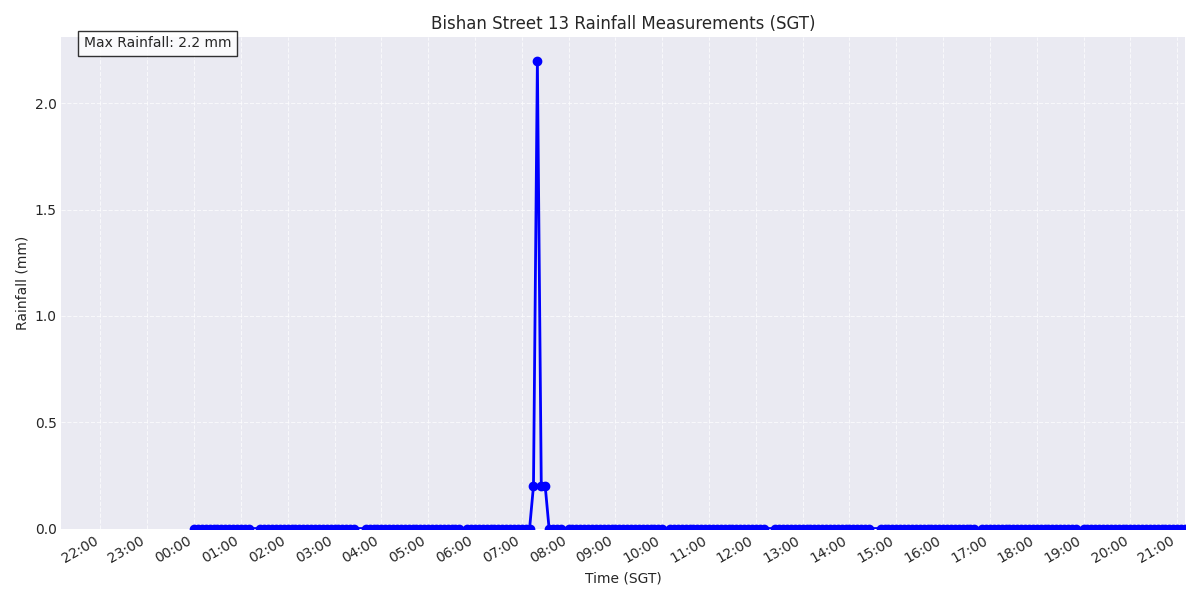 Bishan Street 13 Rainfall Measurements (SGT)
Max Rainfall: 2.2 mm
2.0
1.5
1.0
0.5
0.0
Rainfall (mm)
22:00 23:00 00:00 01:00 02:00 03:00 04:00 05:00 06:00 07:00 08:00 09:00 10:00 11:00 12:00 13:00 14:00 15:00 16:00 17:00 18:00 19:00 20:00 21:00
Time (SGT)